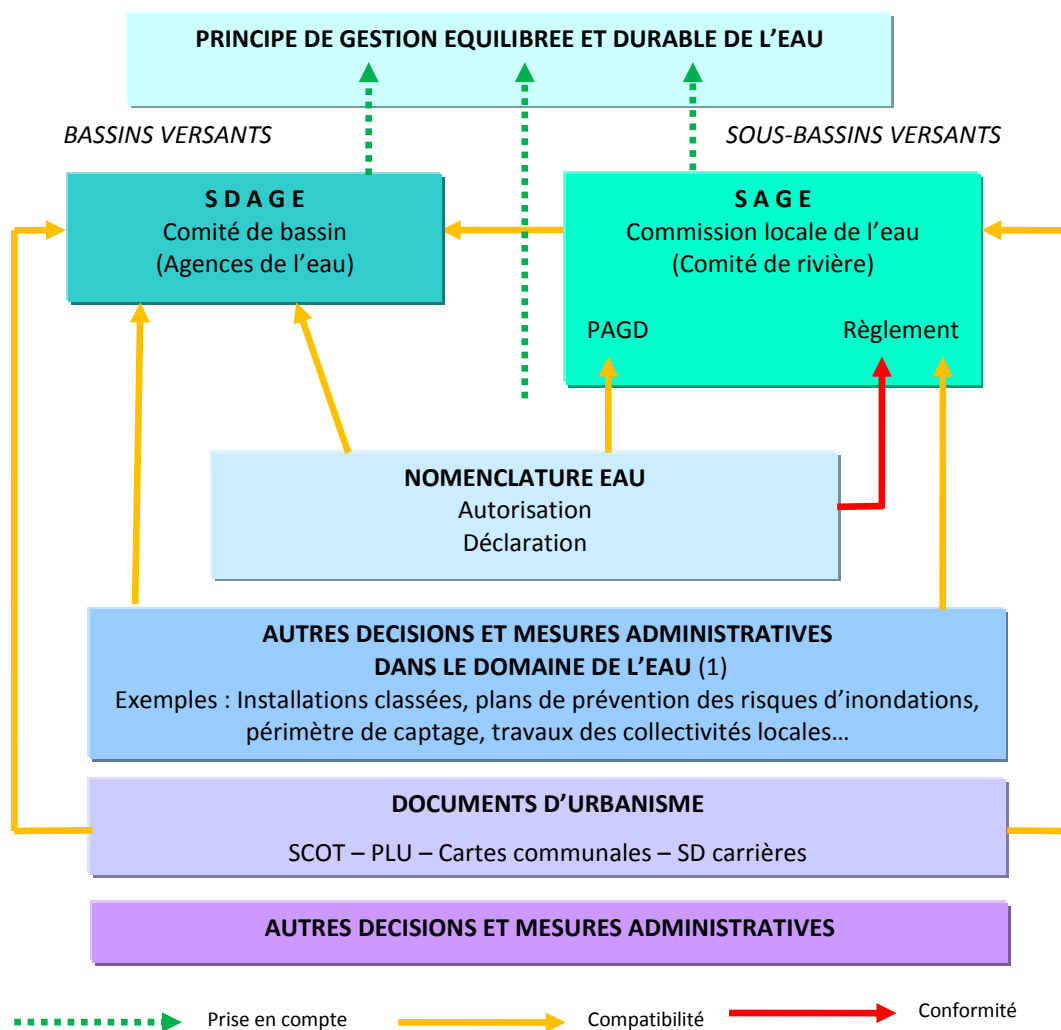 PRINCIPE DE GESTION EQUILIBREE ET DURABLE DE L’EAU
BASSINS VERSANTS
SOUS-BASSINS VERSANTS
S D A G E
Comité de bassin
(Agences de l’eau)
S A G E
Commission locale de l’eau
(Comité de rivière)
PAGD
Règlement
NOMENCLATURE EAU
Autorisation
Déclaration
AUTRES DECISIONS ET MESURES ADMINISTRATIVES
DANS LE DOMAINE DE L’EAU (1)
Exemples : Installations classées, plans de prévention des risques d’inondations,
périmètre de captage, travaux des collectivités locales…
DOCUMENTS D’URBANISME
SCOT – PLU – Cartes communales – SD carrières
AUTRES DECISIONS ET MESURES ADMINISTRATIVES
Prise en compte
Compatibilité
Conformité